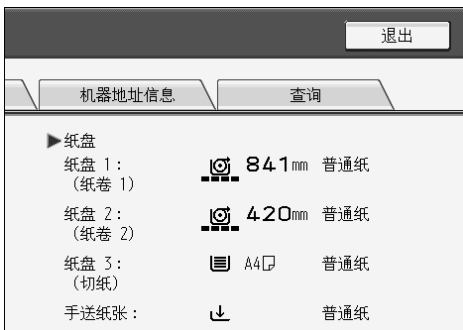 退出
机器地址信息 查询
▶纸盘
纸盘 1： 841mm 普通纸
（纸卷 1）
纸盘 2： 420mm 普通纸
（纸卷 2）
纸盘 3： A4 普通纸
（切纸）
手送纸张： 普通纸